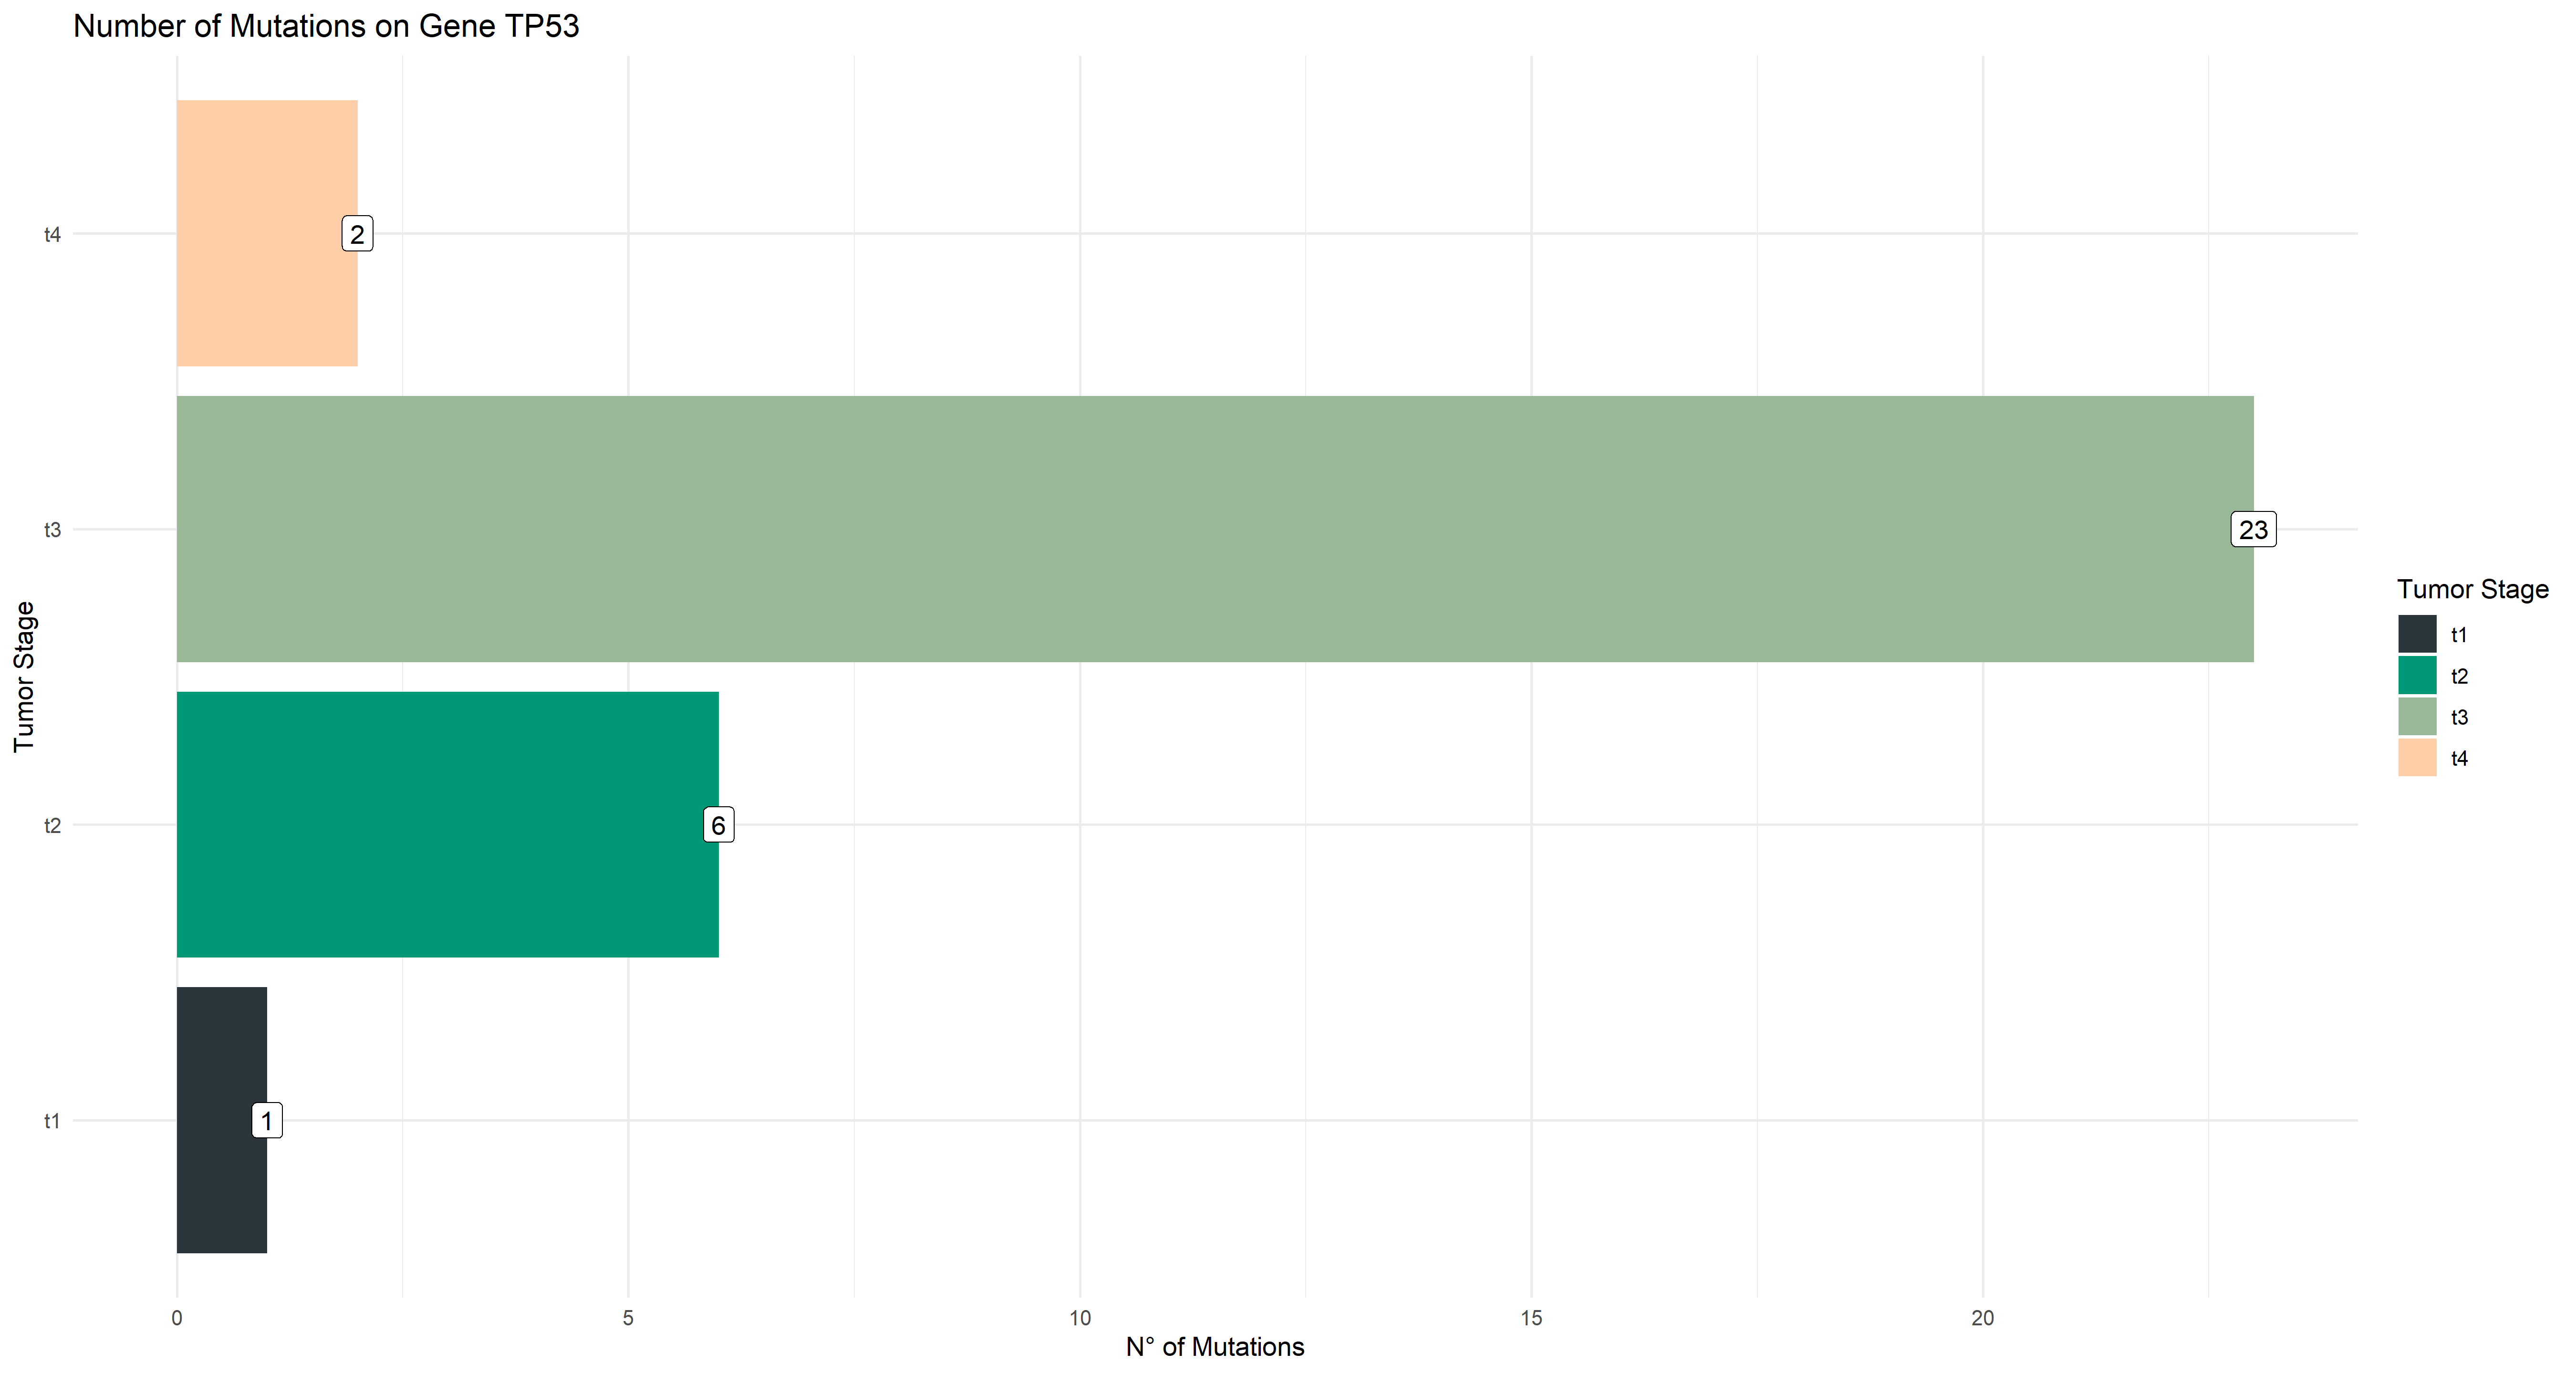 Number of Mutations on Gene TP53
t4
2
t3
23
t2
6
t1
1
Tumor Stage
0 5 10 15 20
N° of Mutations
Tumor Stage
t1
t2
t3
t4